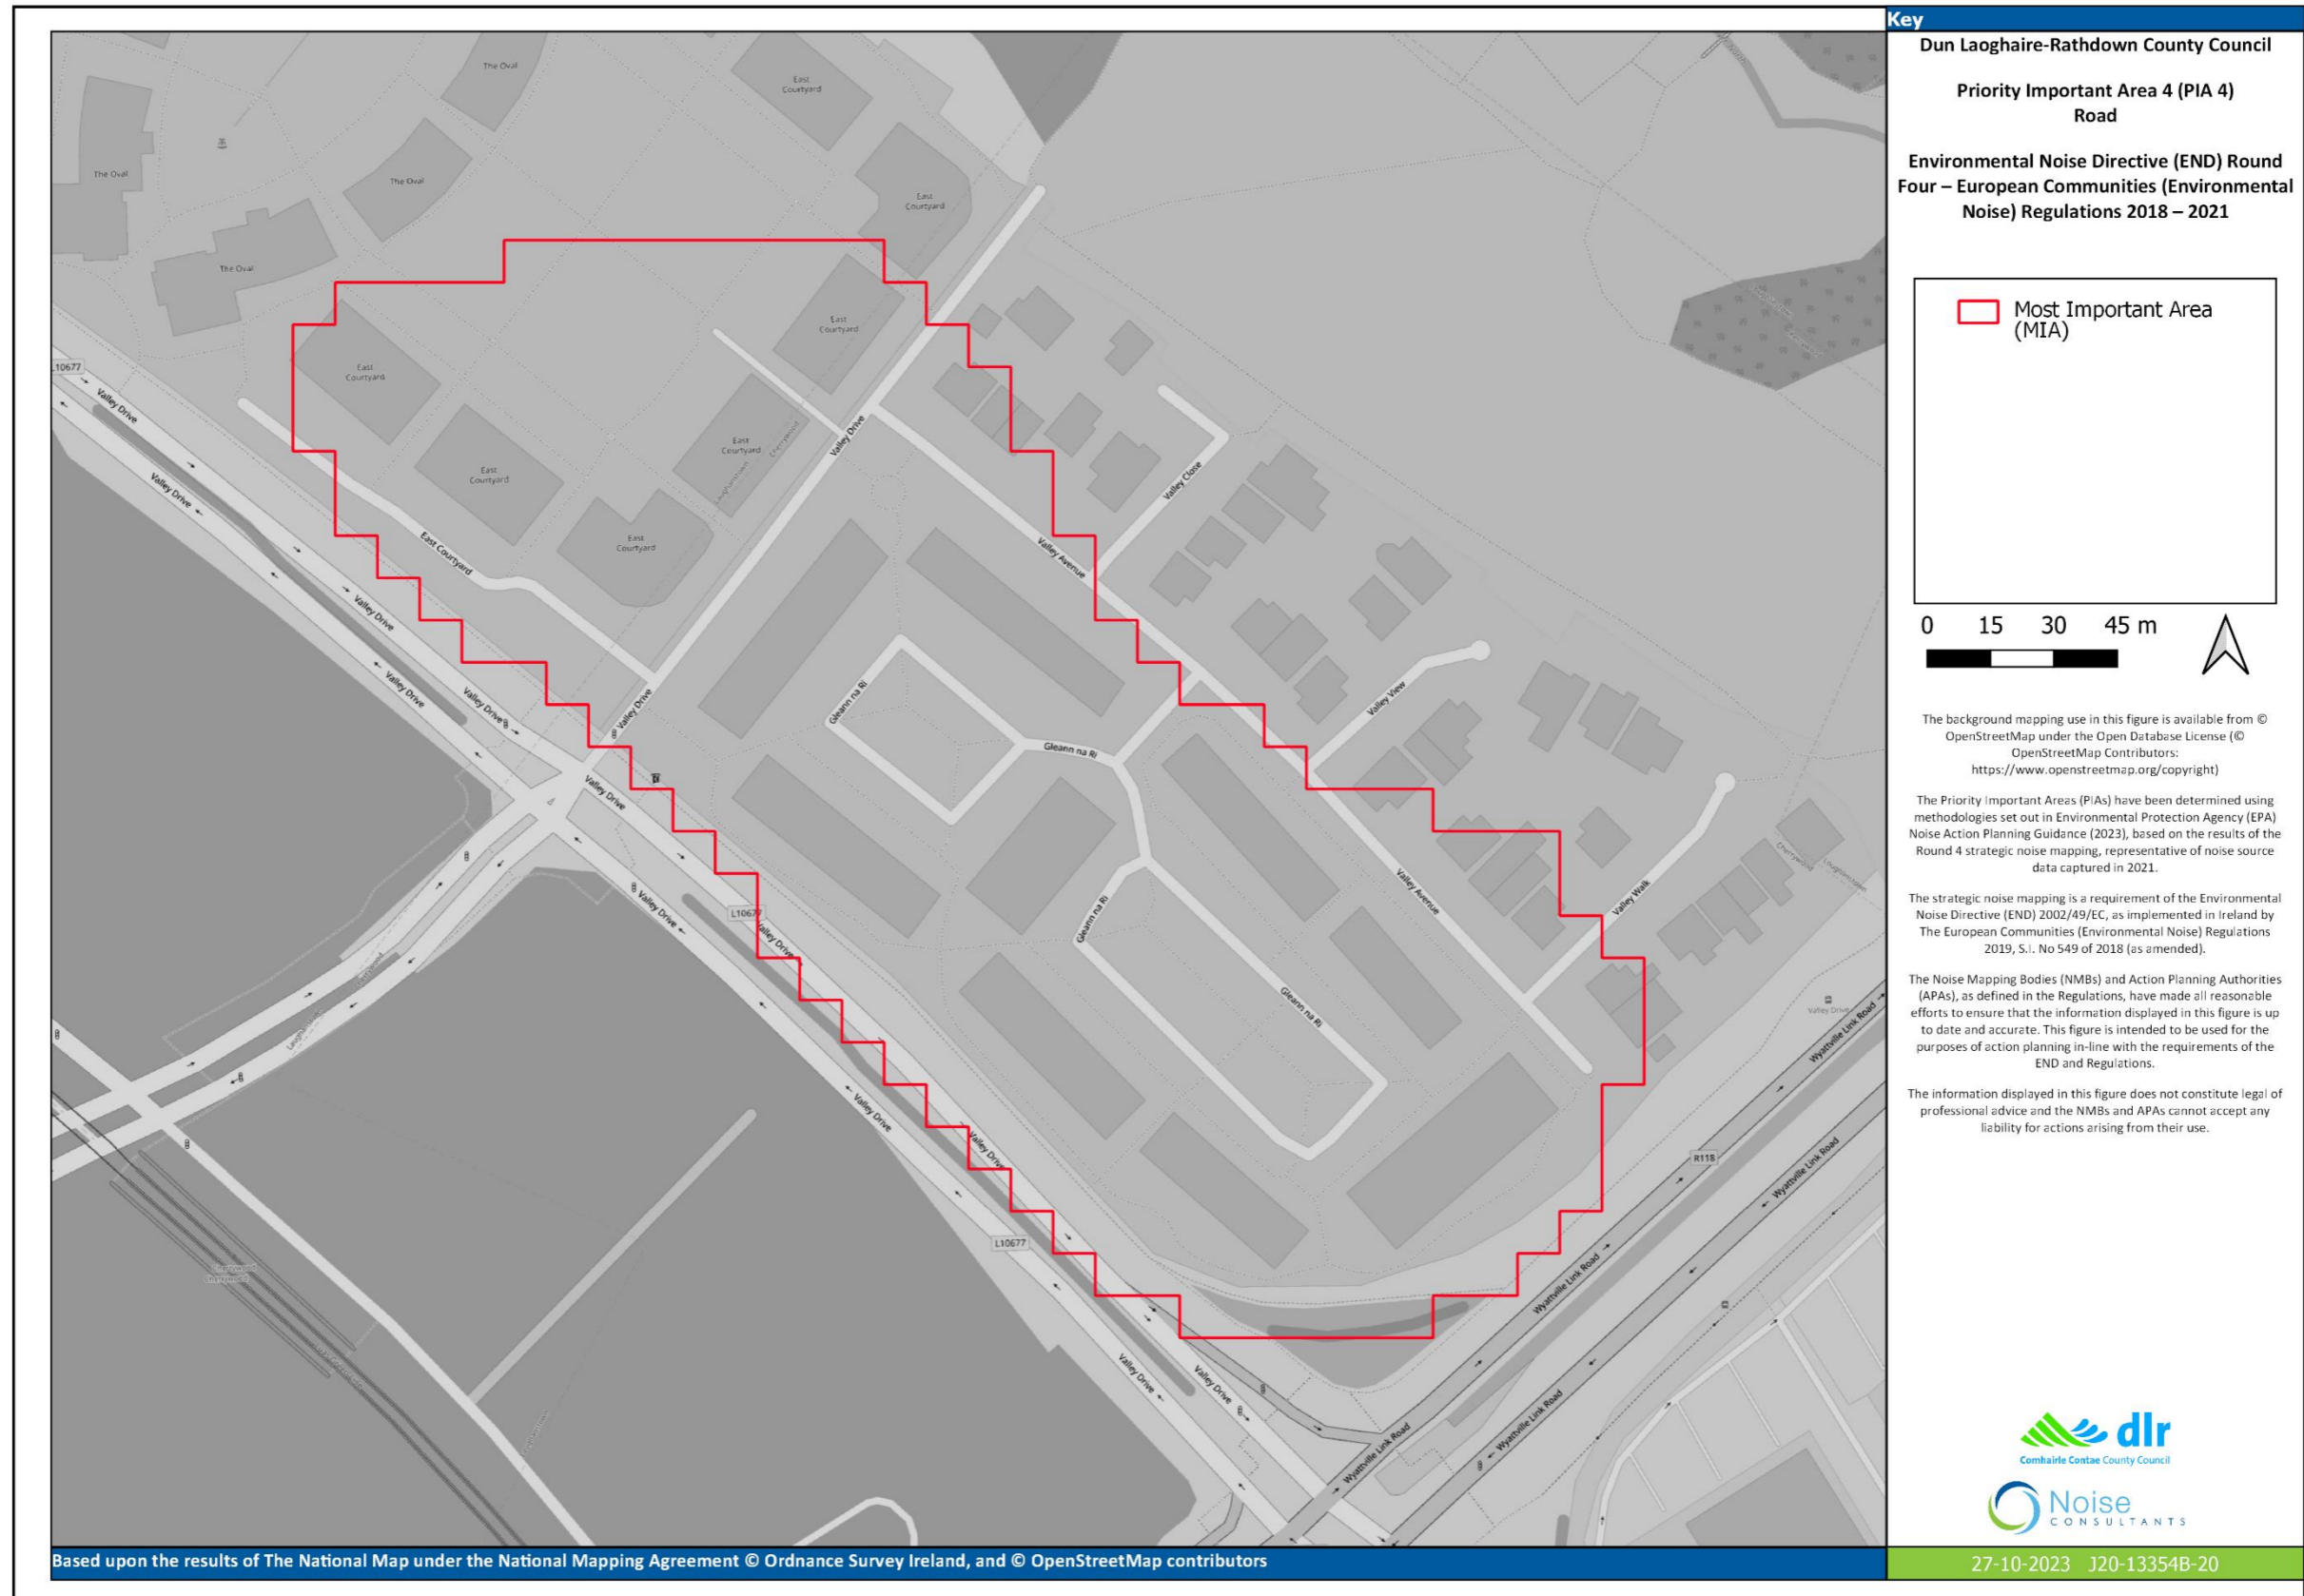 Key
Dun Laoghaire-Rathdown County Council
Priority Important Area 4 (PIA 4)
Road
Environmental Noise Directive (END) Round
Four – European Communities (Environmental
Noise) Regulations 2018 – 2021
Most Important Area
(MIA)
0 15 30 45 m
The background mapping use in this figure is available from ©
OpenStreetMap under the Open Database License (©
OpenStreetMap Contributors:
https://www.openstreetmap.org/copyright)
The Priority Important Areas (PIAs) have been determined using
methodologies set out in Environmental Protection Agency (EPA)
Noise Action Planning Guidance (2023), based on the results of the
Round 4 strategic noise mapping, representative of noise source
data captured in 2021.
The strategic noise mapping is a requirement of the Environmental
Noise Directive (END) 2002/49/EC, as implemented in Ireland by
The European Communities (Environmental Noise) Regulations
2019, S.I. No 549 of 2018 (as amended).
The Noise Mapping Bodies (NMBs) and Action Planning Authorities
(APAs), as defined in the Regulations, have made all reasonable
efforts to ensure that the information displayed in this figure is up
to date and accurate. This figure is intended to be used for the
purposes of action planning in-line with the requirements of the
END and Regulations.
The information displayed in this figure does not constitute legal of
professional advice and the NMBs and APAs cannot accept any
liability for actions arising from their use.
dlr
Comhairle Contae County Council
Noise
CONSULTANTS
27-10-2023 J20-13354B-20
The Oval
The Oval
The Oval
The Oval
East
Courtyard
East
Courtyard
East
Courtyard
East
Courtyard
East
Courtyard
East
Courtyard
East
Courtyard
East Courtyard
L10677
Valley Drive
Valley Drive
Valley Drive
Valley Drive
Valley Drive
Valley Drive
Valley Drive
Valley Drive
Valley Drive
L10677
Valley Drive
Valley Drive
Valley Drive
Valley Drive
L10677
Valley Drive
Valley Drive
Valley Drive
Valley Avenue
Valley Avenue
Valley Close
Valley View
Valley Walk
Gleann na Rí
Gleann na Rí
Gleann na Rí
Gleann na Rí
Laughanstown
Cherrywood
Cherrywood
Loughlinstown
Cherrywood
Laughanstown
Cherrywood
Cherrywood
R118
Wyattville Link Road
Wyattville Link Road
Wyattville Link Road
Wyattville Link Road
Wyattville Link Road
Based upon the results of The National Map under the National Mapping Agreement © Ordnance Survey Ireland, and © OpenStreetMap contributors